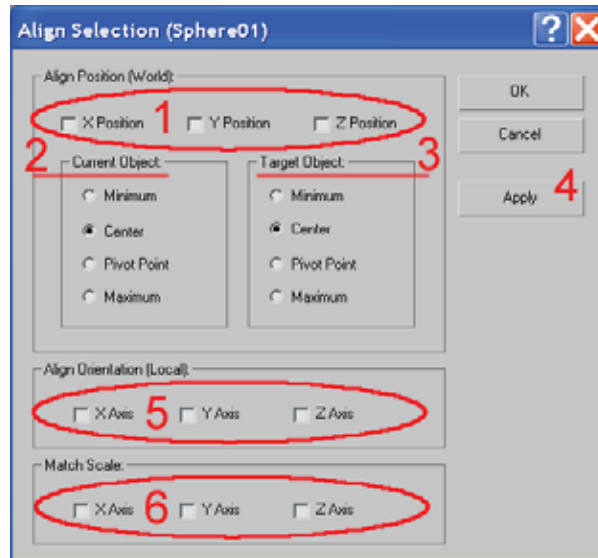 Align Selection (Sphere01)
Align Position (World):
X Position 1 Y Position Z Position
OK
Cancel
2 Current Object: Target Object: 3
Minimum Minimum
Apply 4
Center Center
Pivot Point Pivot Point
Maximum Maximum
Align Orientation (Local):
X Axis 5 Y Axis Z Axis
Match Scale:
X Axis 6 Y Axis Z Axis